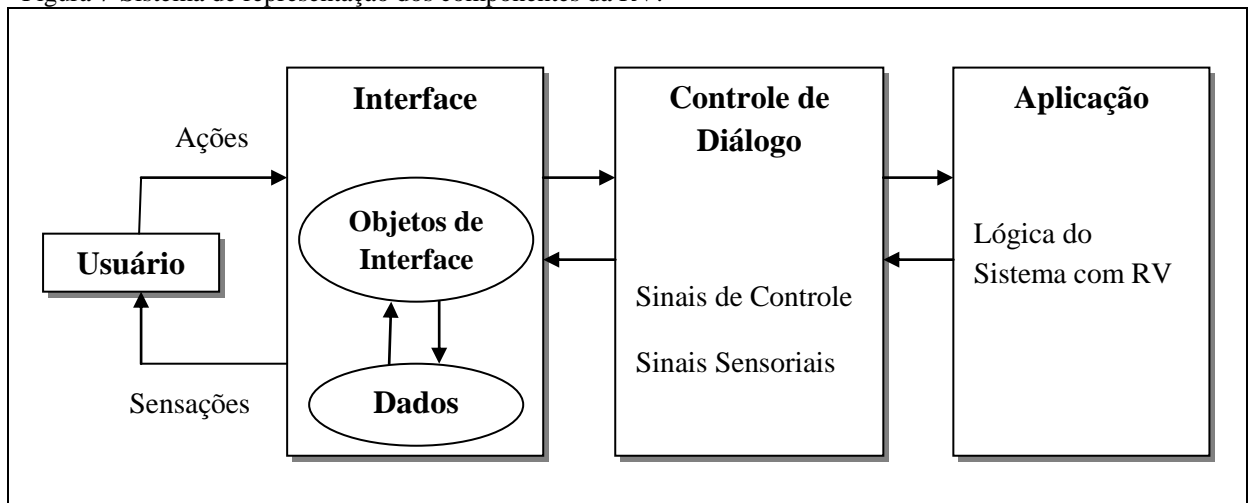 Figura 7 Sistema de representação dos componentes da RV.
Interface
Controle de
Diálogo
Aplicação
Ações
Objetos de
Interface
Usuário
Lógica do
Sistema com RV
Sinais de Controle
Sinais Sensoriais
Sensações
Dados